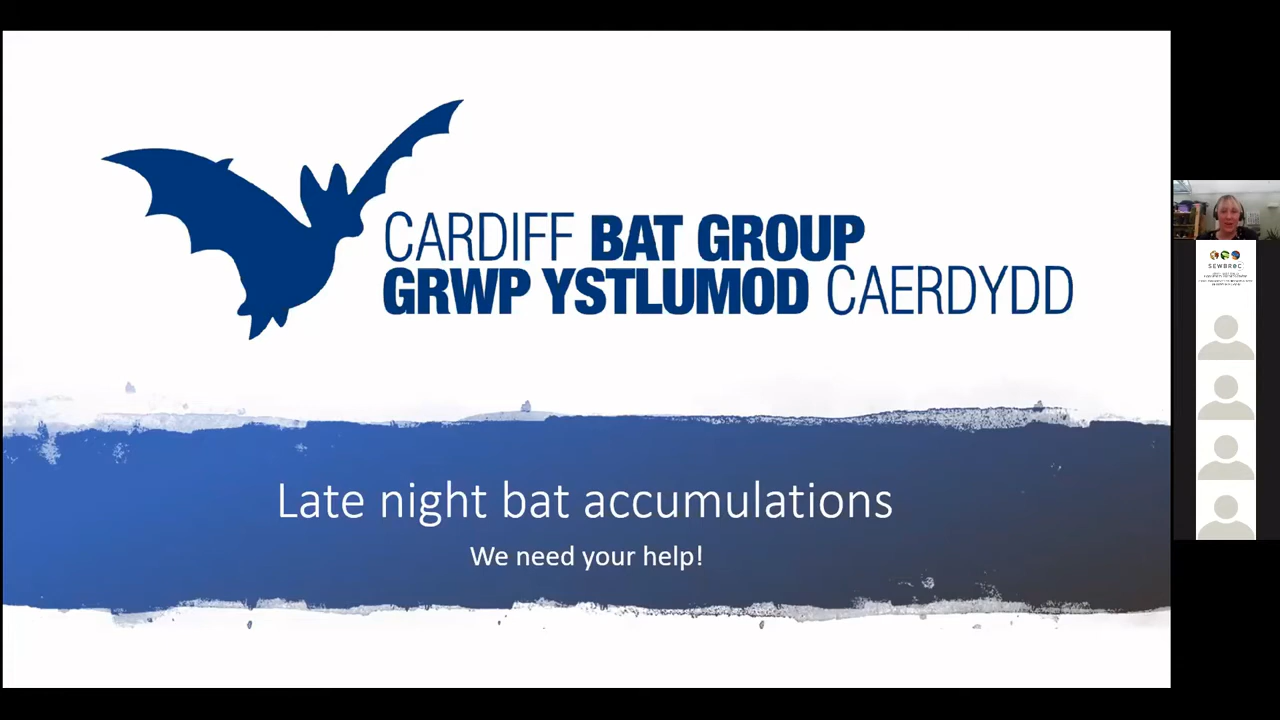 CARDIFF BAT GROUP
GRWP YSTLUMOD CAERDYDD
Late night bat accumulations
We need your help!
SEWBReC